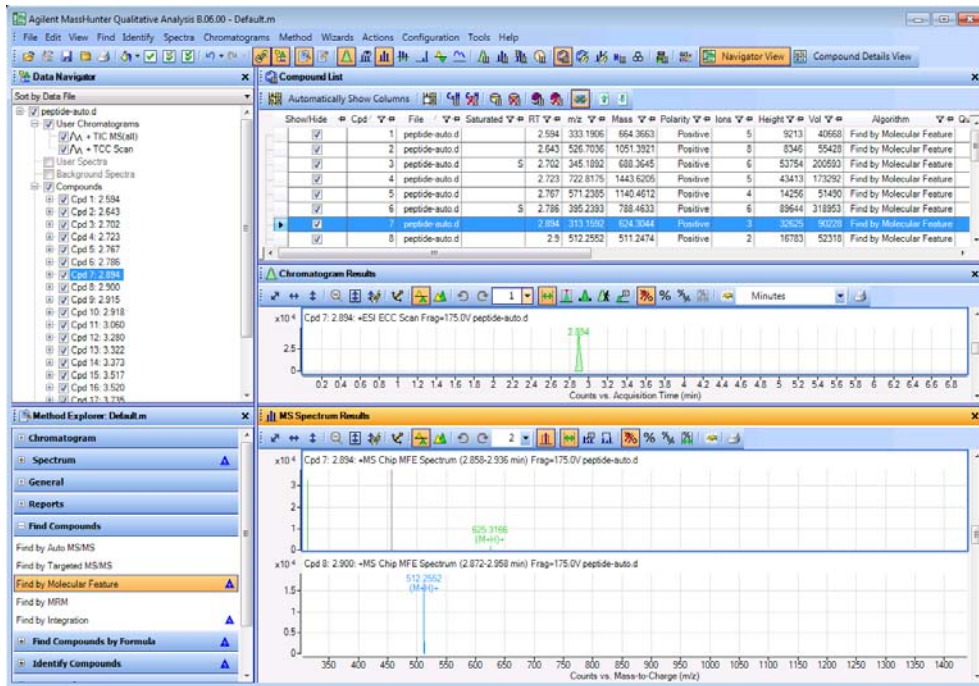 Agilent MassHunter Qualitative Analysis B.06.00 - Default.m
File Edit View Find Identify Spectra Chromatograms Method Wizards Actions Configuration Tools Help
Navigator View Compound Details View
Data Navigator
Sort by Data File
peptide-auto.d
User Chromatograms
+ TIC MS(all)
+ TCC Scan
User Spectra
Background Spectra
Compounds
Cpd 1: 2.594
Cpd 2: 2.643
Cpd 3: 2.702
Cpd 4: 2.723
Cpd 5: 2.767
Cpd 6: 2.786
Cpd 7: 2.894
Cpd 8: 2.900
Cpd 9: 2.915
Cpd 10: 2.918
Cpd 11: 3.060
Cpd 12: 3.280
Cpd 13: 3.322
Cpd 14: 3.373
Cpd 15: 3.517
Cpd 16: 3.520
Cpd 17: 3.735
Method Explorer: Default.m
Chromatogram
Spectrum
General
Reports
Find Compounds
Find by Auto MS/MS
Find by Targeted MS/MS
Find by Molecular Feature
Find by MRM
Find by Integration
Find Compounds by Formula
Identify Compounds
Compound List
Automatically Show Columns
Show/Hide Cpd File Saturated RT m/z Mass Polarity Ions Height Vol Algorithm Qu
1 peptide-auto.d 2.594 333.1906 664.3663 Positive 5 9213 40668 Find by Molecular Feature
2 peptide-auto.d 2.643 526.7036 1051.3921 Positive 8 8346 55428 Find by Molecular Feature
3 peptide-auto.d S 2.702 345.1892 688.3645 Positive 6 53754 200593 Find by Molecular Feature
4 peptide-auto.d 2.723 722.8175 1443.6205 Positive 5 43413 173292 Find by Molecular Feature
5 peptide-auto.d 2.767 571.2385 1140.4612 Positive 4 14256 51490 Find by Molecular Feature
6 peptide-auto.d S 2.786 395.2393 788.4633 Positive 6 89644 318953 Find by Molecular Feature
7 peptide-auto.d 2.894 313.1592 624.3044 Positive 3 32625 90228 Find by Molecular Feature
8 peptide-auto.d 2.9 512.2552 511.2474 Positive 2 16783 52318 Find by Molecular Feature
Chromatogram Results
1 Minutes
x10 4 Cpd 7: 2.894: +ESI ECC Scan Frag=175.0V peptide-auto.d
2.894
2.5
0
0.2 0.4 0.6 0.8 1 1.2 1.4 1.6 1.8 2 2.2 2.4 2.6 2.8 3 3.2 3.4 3.6 3.8 4 4.2 4.4 4.6 4.8 5 5.2 5.4 5.6 5.8 6 6.2 6.4 6.6 6.8
Counts vs. Acquisition Time (min)
MS Spectrum Results
2
x10 4 Cpd 7: 2.894: +MS Chip MFE Spectrum (2.858-2.936 min) Frag=175.0V peptide-auto.d
3
2
1
0
625.3166
(M+H)+
x10 4 Cpd 8: 2.900: +MS Chip MFE Spectrum (2.872-2.958 min) Frag=175.0V peptide-auto.d
512.2552
(M+H)+
1.5
1
0.5
0
350 400 450 500 550 600 650 700 750 800 850 900 950 1000 1050 1100 1150 1200 1250 1300 1350 1400
Counts vs. Mass-to-Charge (m/z)